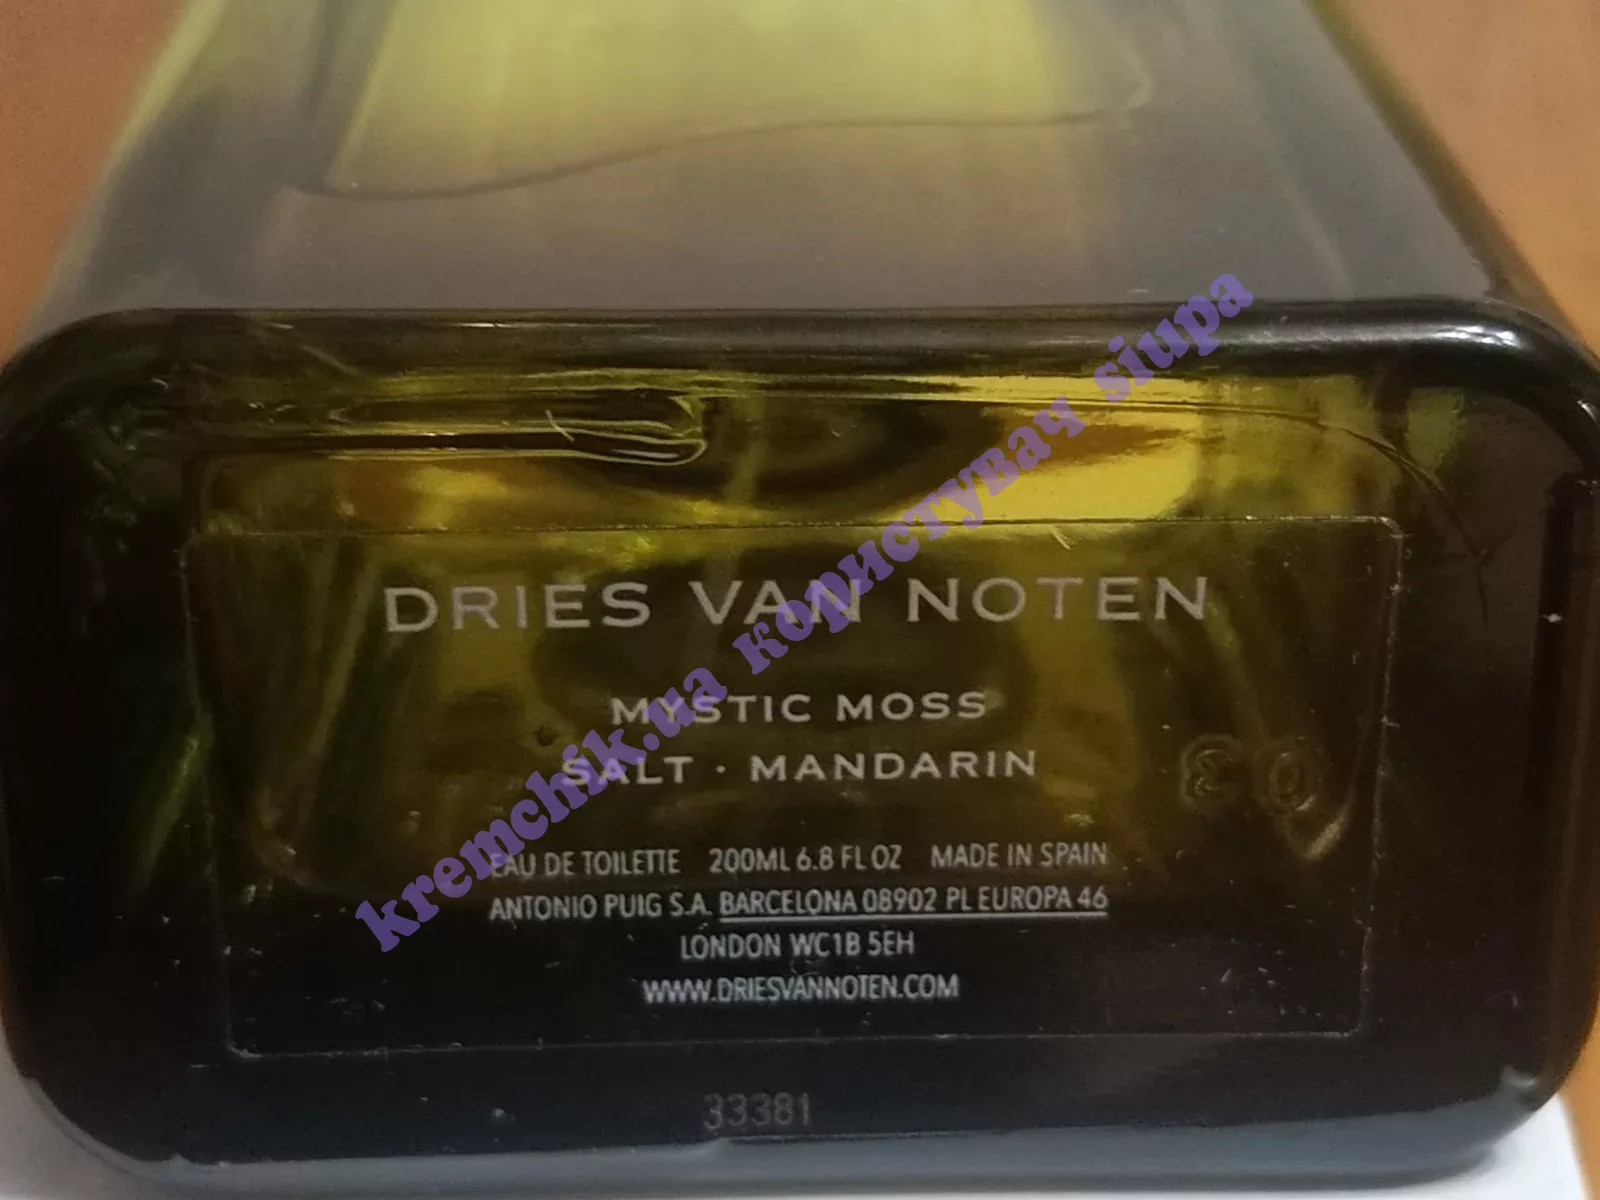 DRIES VAN NOTEN
MYSTIC MOSS
SALT · MANDARIN
03
EAU DE TOILETTE 200ML 6.8 FL OZ MADE IN SPAIN
ANTONIO PUIG S.A. BARCELONA 08902 PL EUROPA 46
LONDON WC1B 5EH
WWW.DRIESVANNOTEN.COM
33381
kremchik.ua користувач siupa